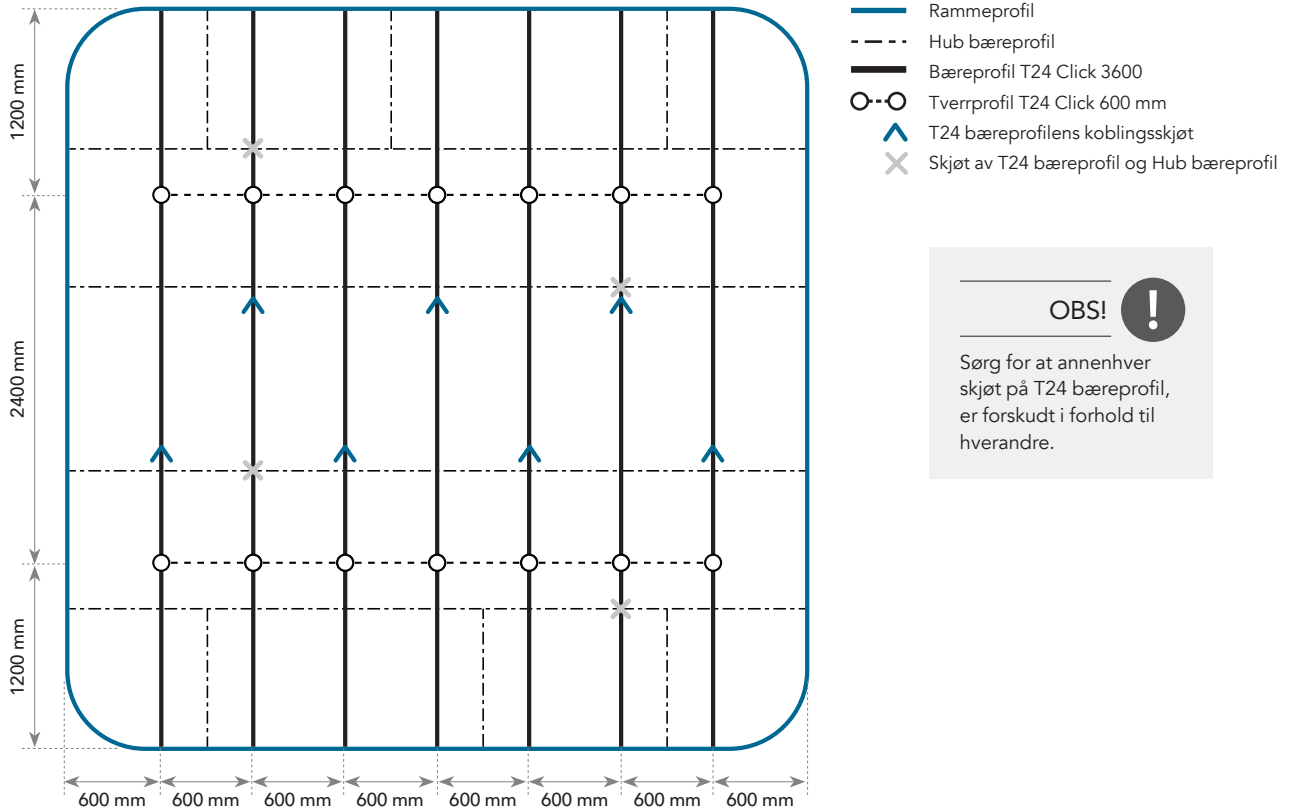 Rammeprofil
Hub bæreprofil
Bæreprofil T24 Click 3600
Tverrprofil T24 Click 600 mm
T24 bæreprofilens koblingsskjøt
Skjøt av T24 bæreprofil og Hub bæreprofil
OBS!
Sørg for at annenhver
skjøt på T24 bæreprofil,
er forskudt i forhold til
hverandre.
1200 mm
2400 mm
1200 mm
600 mm 600 mm 600 mm 600 mm 600 mm 600 mm 600 mm 600 mm